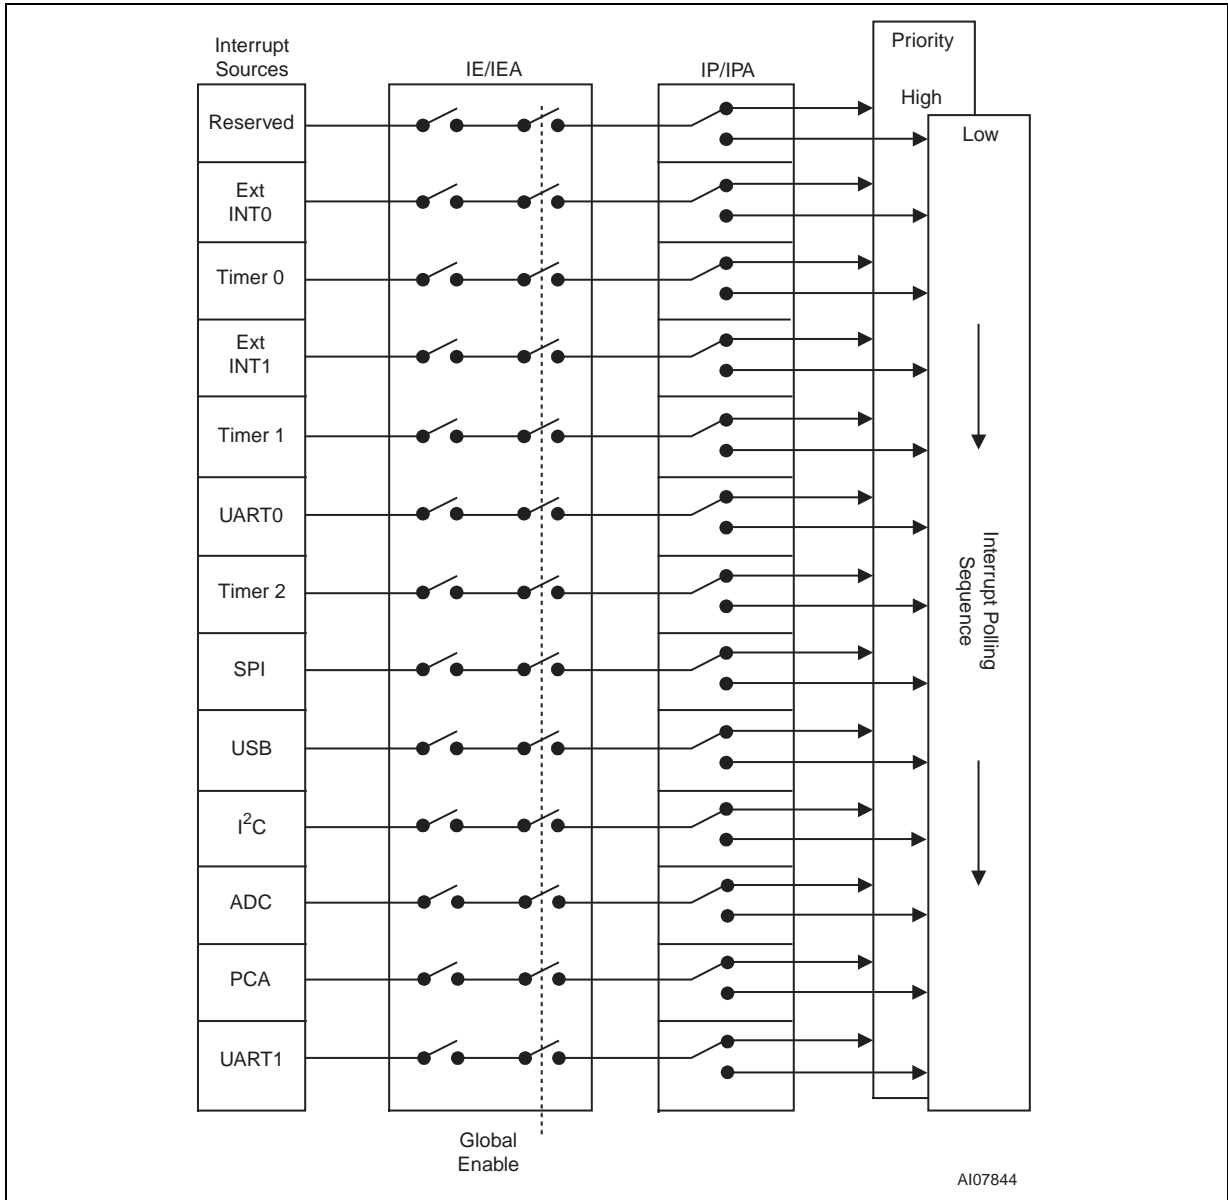 Interrupt
Sources
IE/IEA
IP/IPA
Priority
High
Low
Reserved
Ext
INT0
Timer 0
Ext
INT1
Timer 1
UART0
Timer 2
SPI
USB
I²C
ADC
PCA
UART1
Interrupt Polling
Sequence
Global
Enable
AI07844